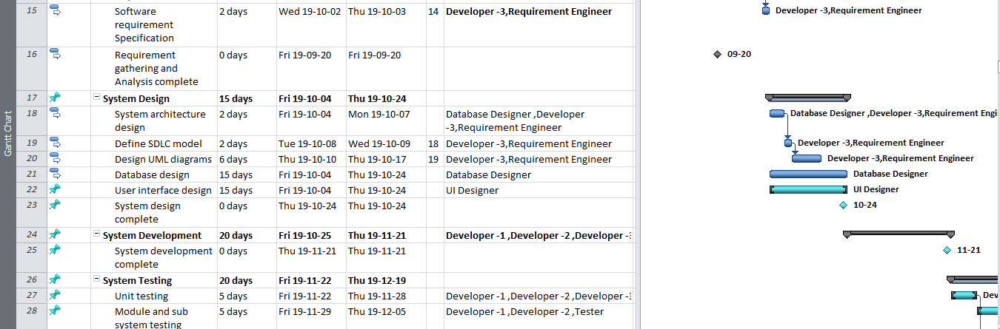 Gantt Chart
15 Software 2 days Wed 19-10-02 Thu 19-10-03 14 Developer -3,Requirement Engineer Developer -3,Requirement Engineer
requirement
Specification
16 Requirement 0 days Fri 19-09-20 Fri 19-09-20 09-20
gathering and
Analysis complete
17 System Design 15 days Fri 19-10-04 Thu 19-10-24
18 System architecture 2 days Fri 19-10-04 Mon 19-10-07 Database Designer ,Developer Database Designer ,Developer -3,Requirement Engi
design -3,Requirement Engineer
19 Define SDLC model 2 days Tue 19-10-08 Wed 19-10-09 18 Developer -3,Requirement Engineer Developer -3,Requirement Engineer
20 Design UML diagrams 6 days Thu 19-10-10 Thu 19-10-17 19 Developer -3,Requirement Engineer Developer -3,Requirement Engineer
21 Database design 15 days Fri 19-10-04 Thu 19-10-24 Database Designer Database Designer
22 User interface design 15 days Fri 19-10-04 Thu 19-10-24 UI Designer UI Designer
23 System design 0 days Thu 19-10-24 Thu 19-10-24 10-24
complete
24 System Development 20 days Fri 19-10-25 Thu 19-11-21 Developer -1 ,Developer -2 ,Developer -3
25 System development 0 days Thu 19-11-21 Thu 19-11-21 11-21
complete
26 System Testing 20 days Fri 19-11-22 Thu 19-12-19
27 Unit testing 5 days Fri 19-11-22 Thu 19-11-28 Developer -1 ,Developer -2 ,Developer -3 Dev
28 Module and sub 5 days Fri 19-11-29 Thu 19-12-05 Developer -1 ,Developer -2 ,Tester
system testing